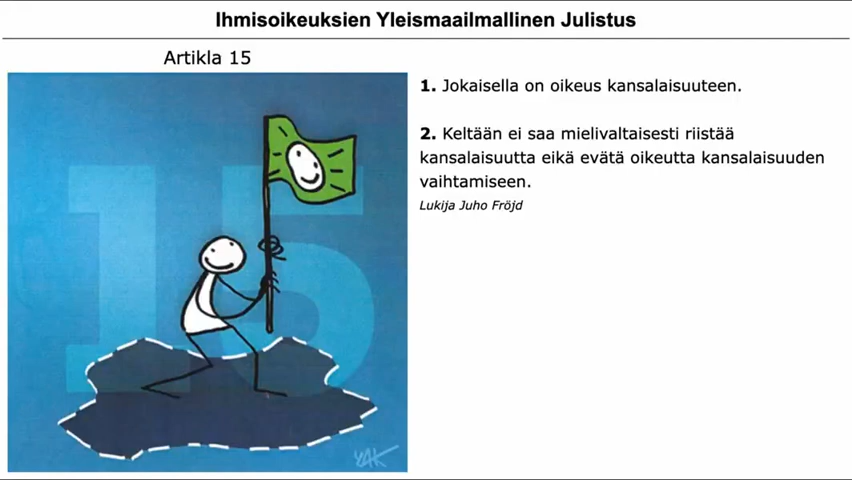 Ihmisoikeuksien Yleismaailmallinen Julistus
Artikla 15
1. Jokaisella on oikeus kansalaisuuteen.
2. Keltään ei saa mielivaltaisesti riistää
kansalaisuutta eikä evätä oikeutta kansalaisuuden
vaihtamiseen.
Lukija Juho Fröjd
15
YAK